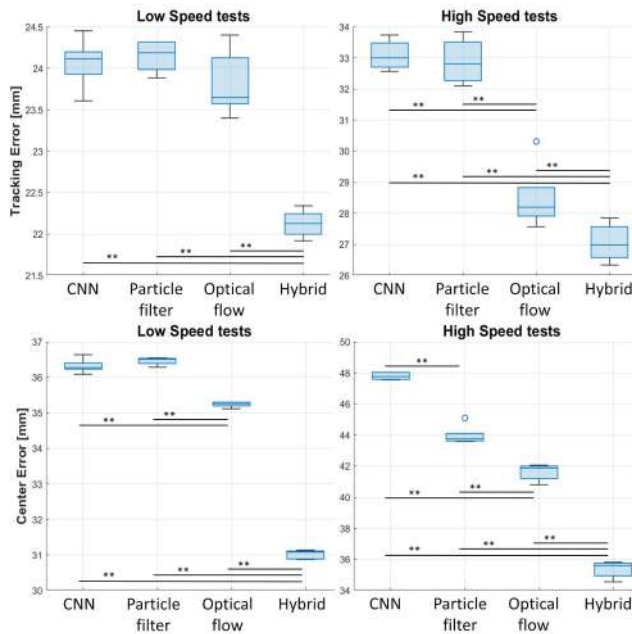 Low Speed tests
High Speed tests
Tracking Error [mm]
24.5
24
23.5
23
22.5
22
21.5
**
**
**
CNN
Particle filter
Optical flow
Hybrid
34
33
32
31
30
29
28
27
26
**
**
**
**
**
CNN
Particle filter
Optical flow
Hybrid
Low Speed tests
High Speed tests
Center Error [mm]
37
36
35
34
33
32
31
30
**
**
**
**
**
CNN
Particle filter
Optical flow
Hybrid
50
48
46
44
42
40
38
36
34
**
**
**
**
**
**
CNN
Particle filter
Optical flow
Hybrid